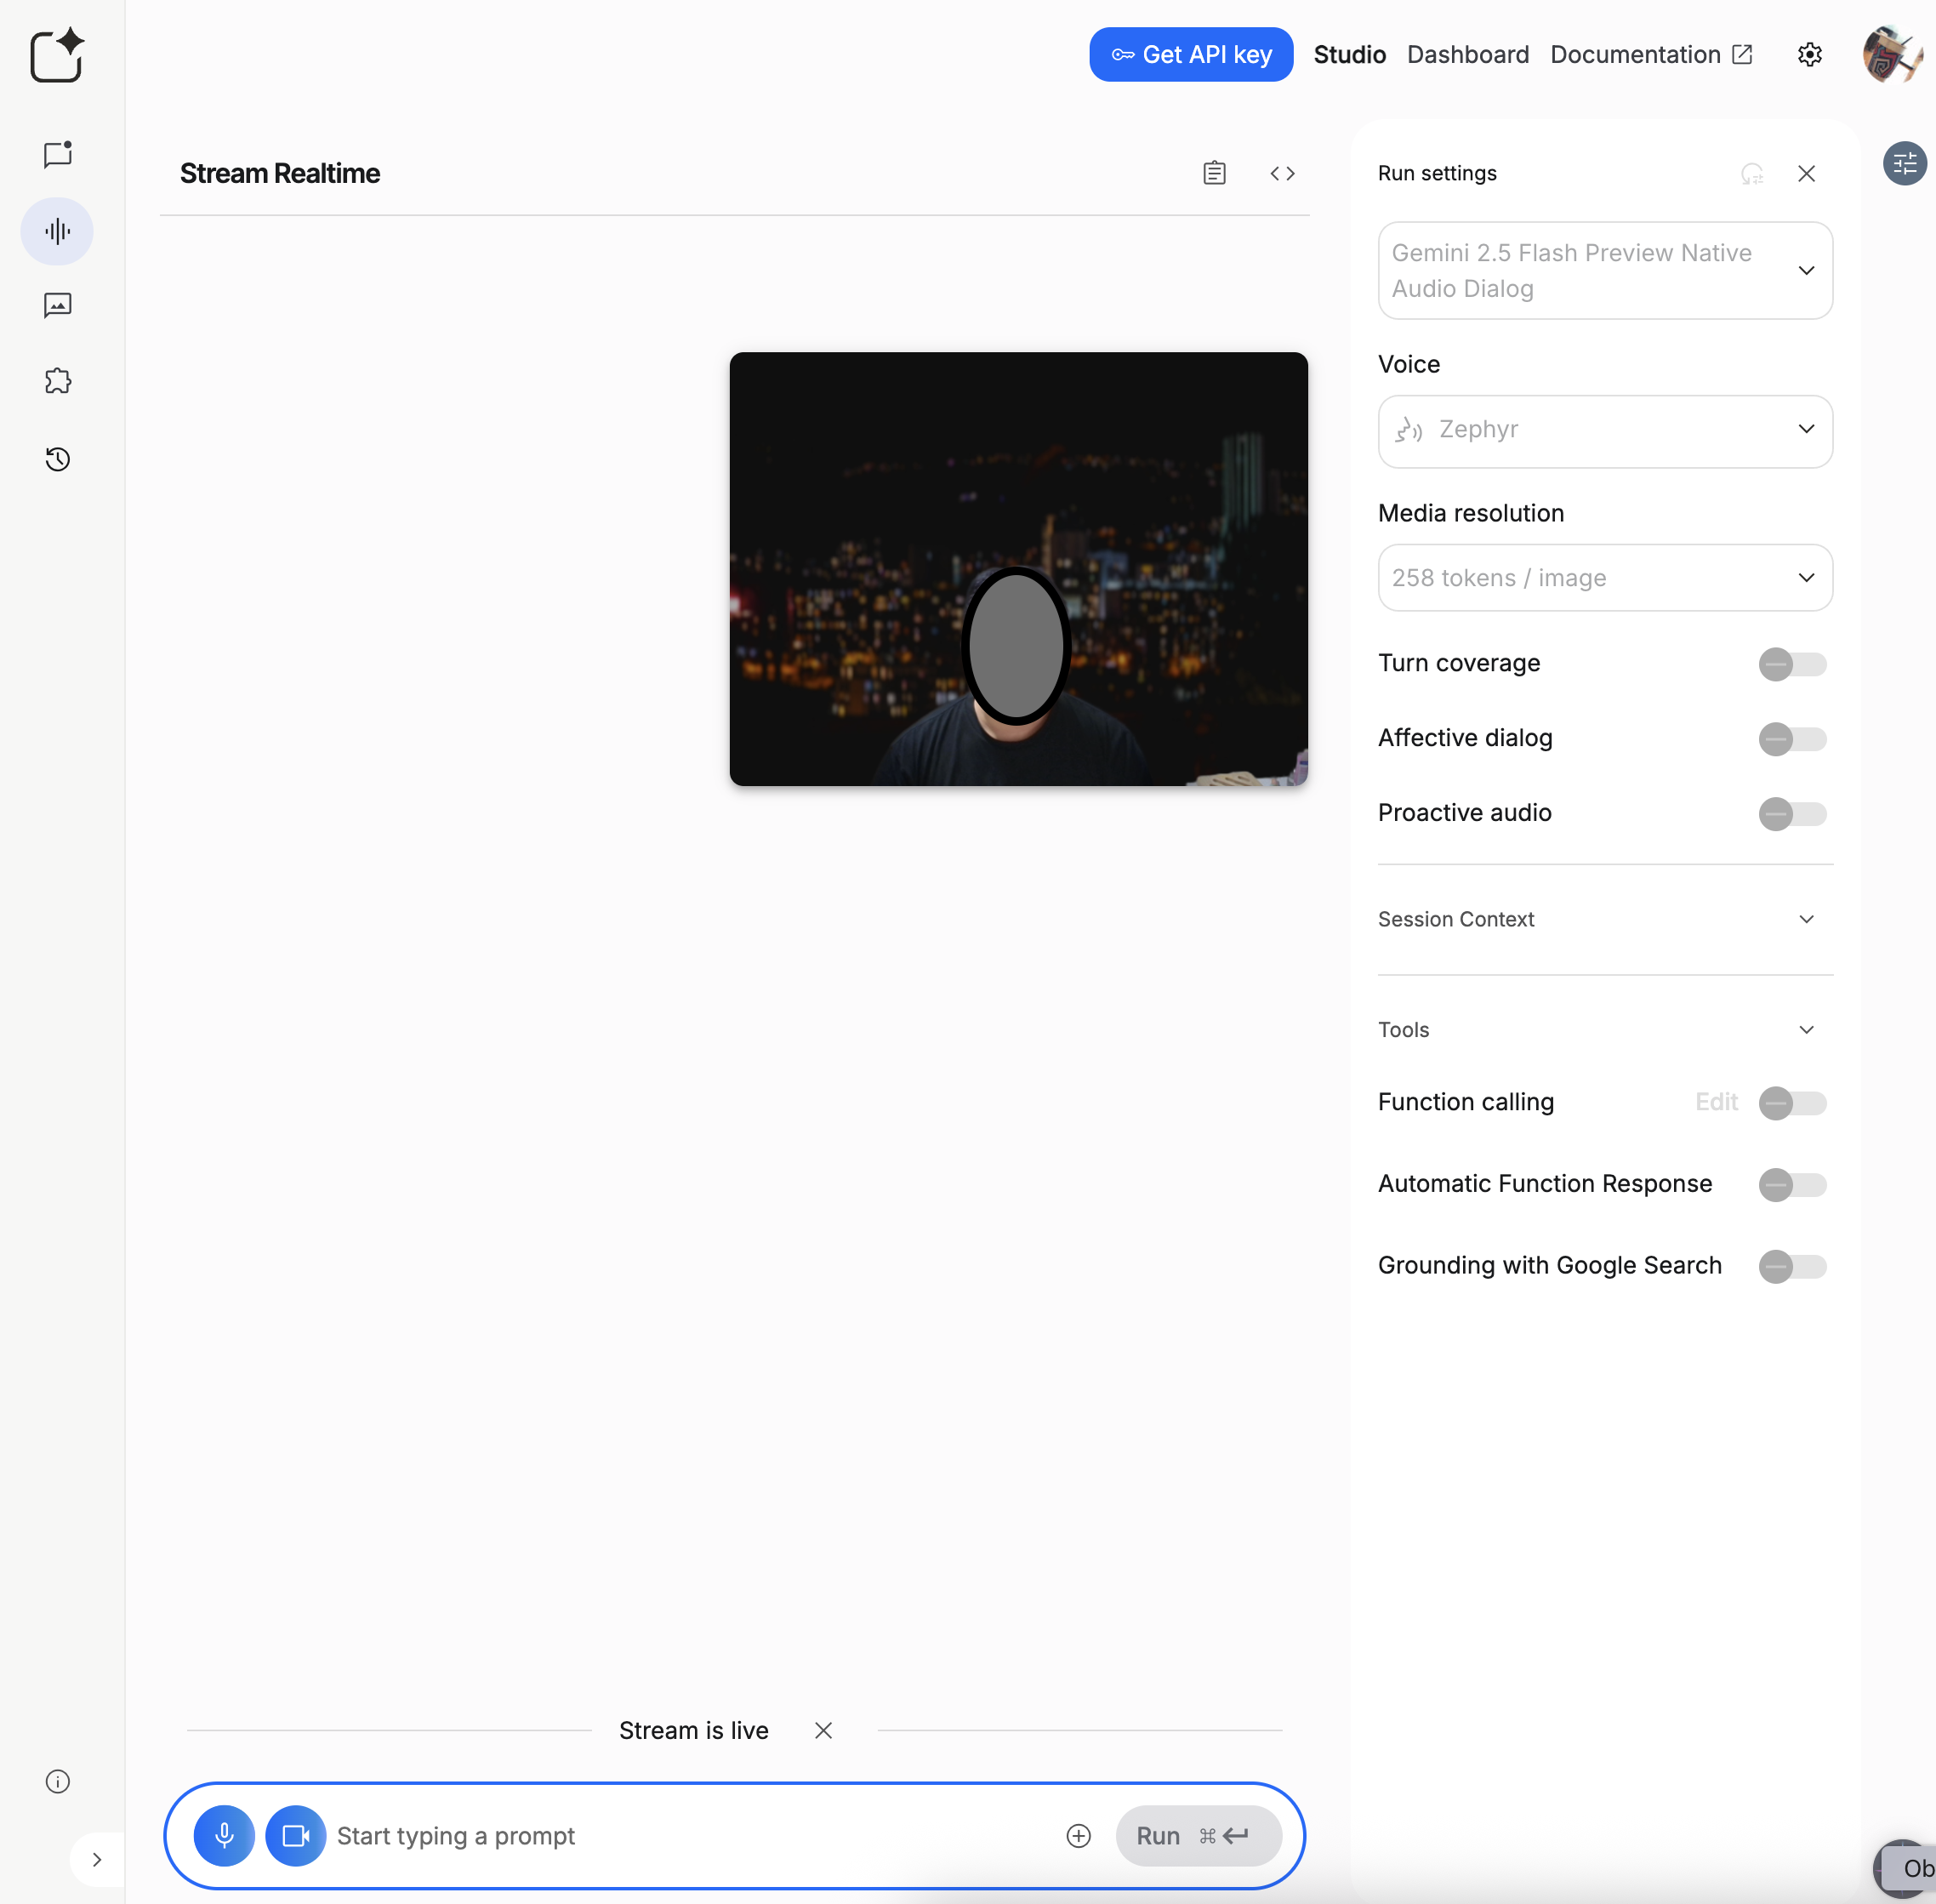 Get API key
Studio
Dashboard
Documentation
Stream Realtime
Run settings
Gemini 2.5 Flash Preview Native
Audio Dialog
Voice
Zephyr
Media resolution
258 tokens / image
Turn coverage
Affective dialog
Proactive audio
Session Context
Tools
Function calling
Edit
Automatic Function Response
Grounding with Google Search
Stream is live
Start typing a prompt
Run ⌘